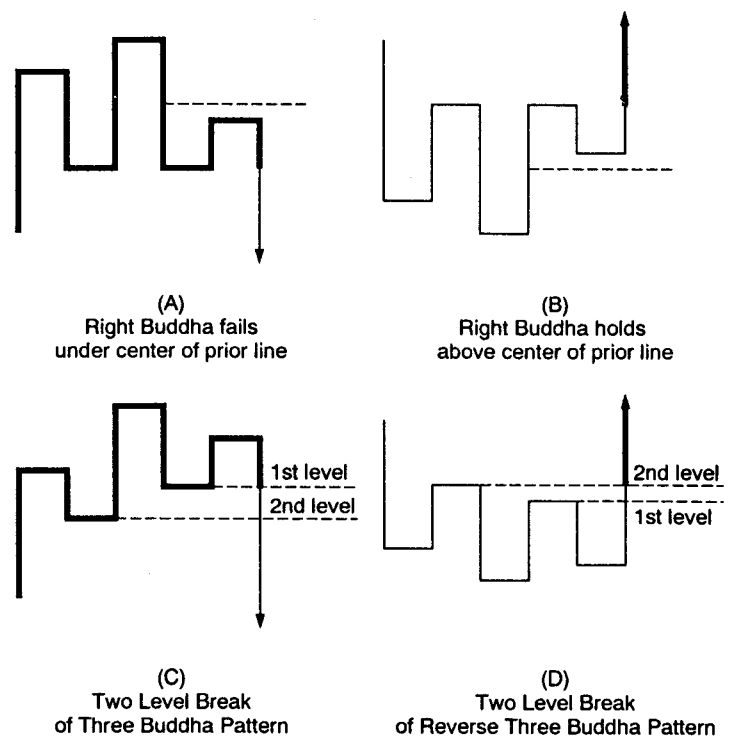 (A)
Right Buddha fails
under center of prior line
(B)
Right Buddha holds
above center of prior line
1st level
2nd level
(C)
Two Level Break
of Three Buddha Pattern
2nd level
1st level
(D)
Two Level Break
of Reverse Three Buddha Pattern